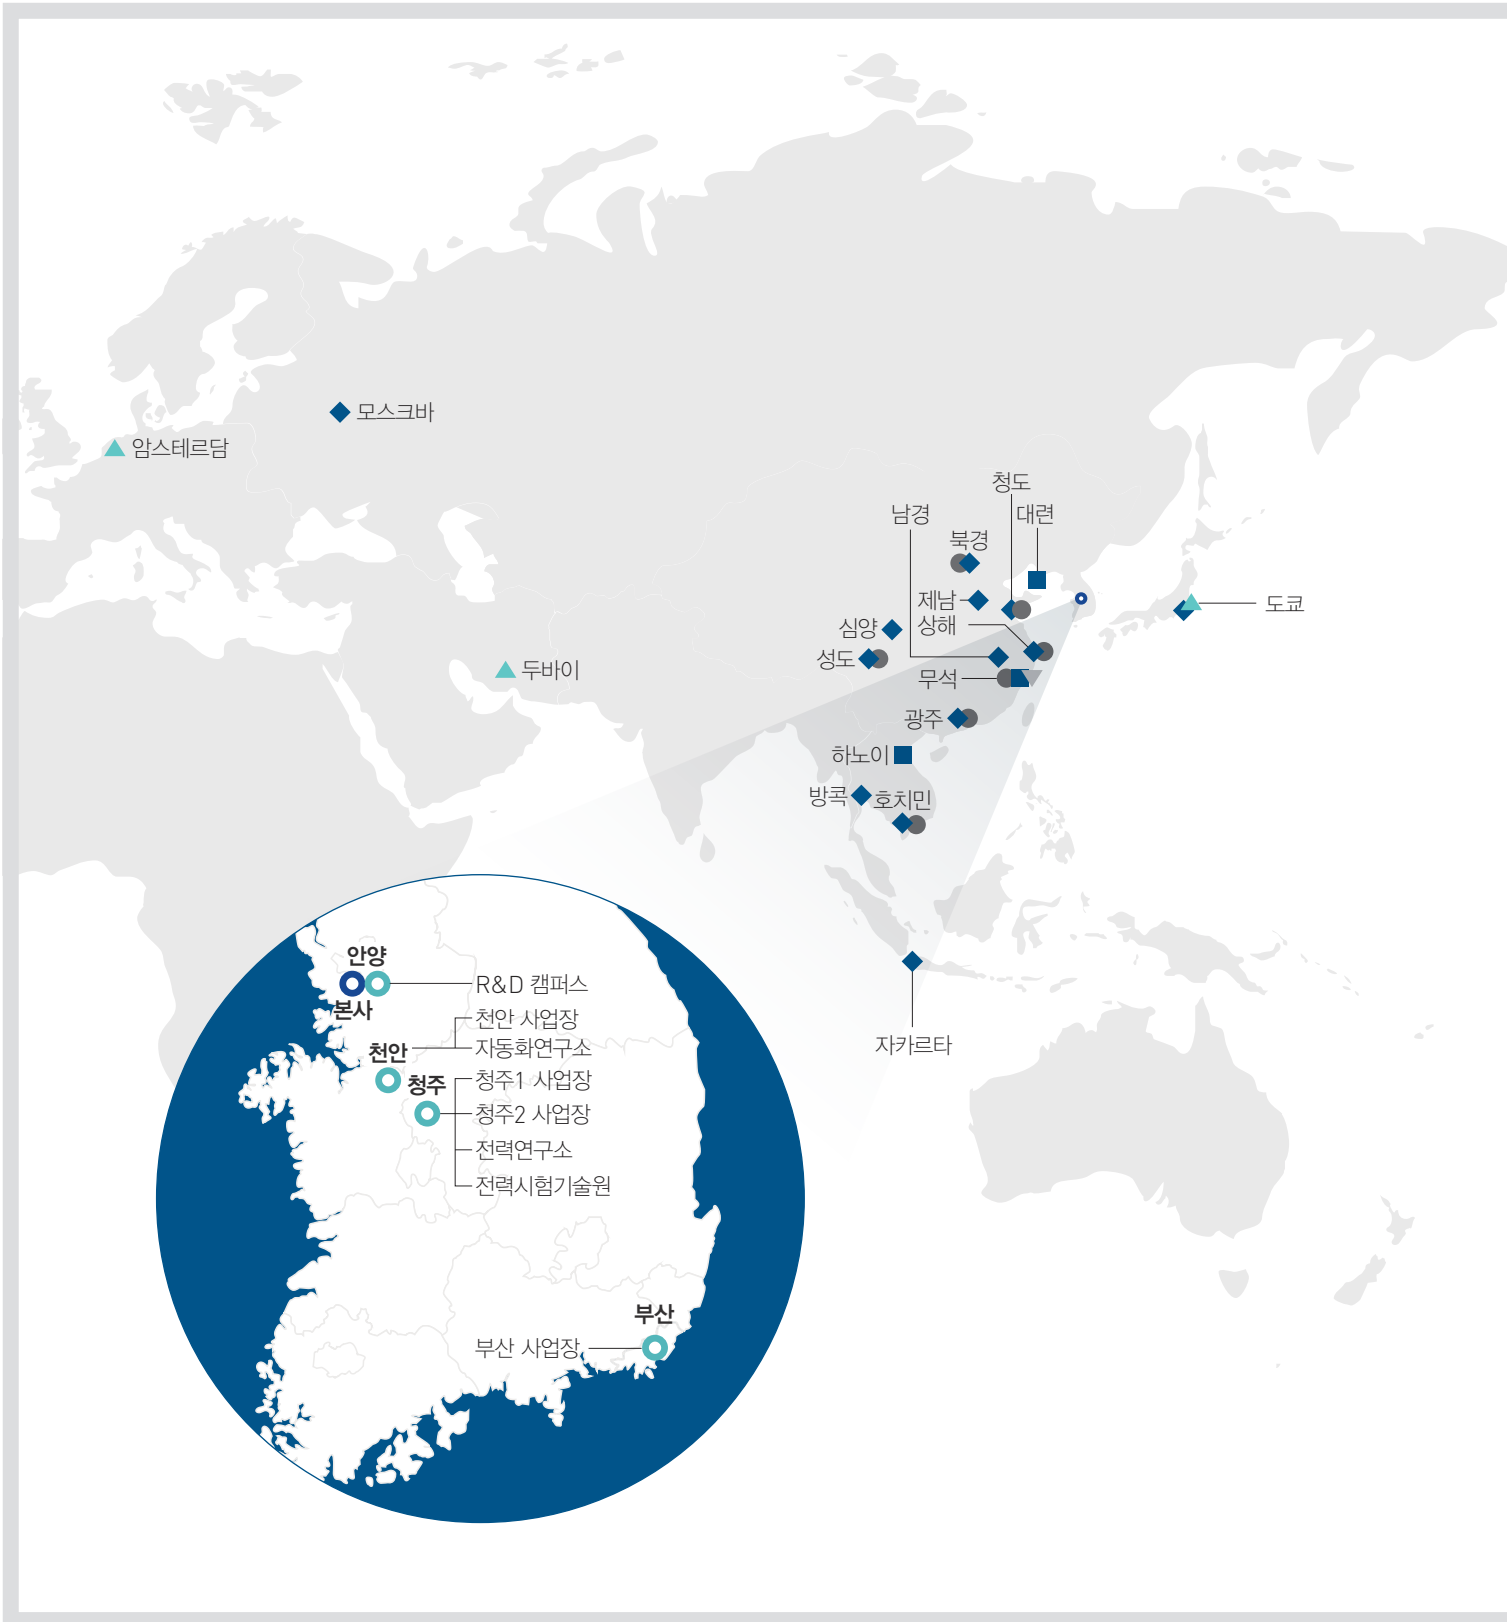 모스크바
암스테르담
청도
남경
대련
북경
제남
도쿄
심양
상해
성도
두바이
무석
광주
하노이
방콕
호치민
자카르타
안양
R&D 캠퍼스
본사
천안 사업장
천안
자동화연구소
청주
청주1 사업장
청주2 사업장
전력연구소
전력시험기술원
부산
부산 사업장